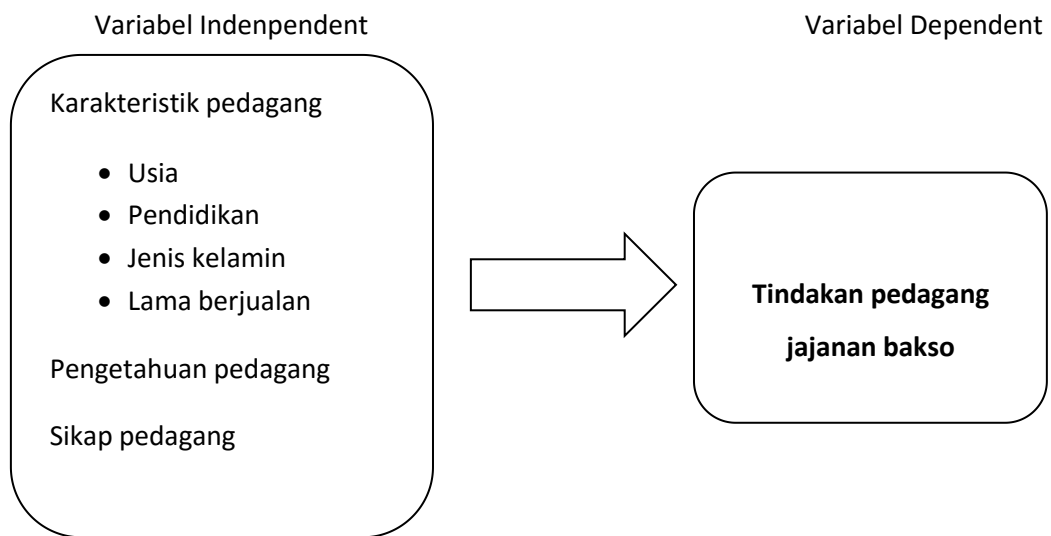 Variabel Indenpendent
Variabel Dependent
Karakteristik pedagang
• Usia
• Pendidikan
• Jenis kelamin
• Lama berjualan
Pengetahuan pedagang
Sikap pedagang
Tindakan pedagang
jajanan bakso